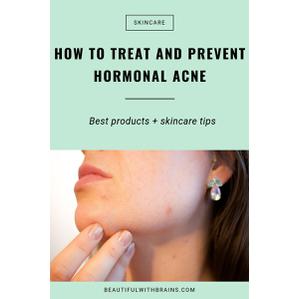 SKINCARE
HOW TO TREAT AND PREVENT
HORMONAL ACNE
Best products + skincare tips
BEAUTIFULWITHBRAINS.COM